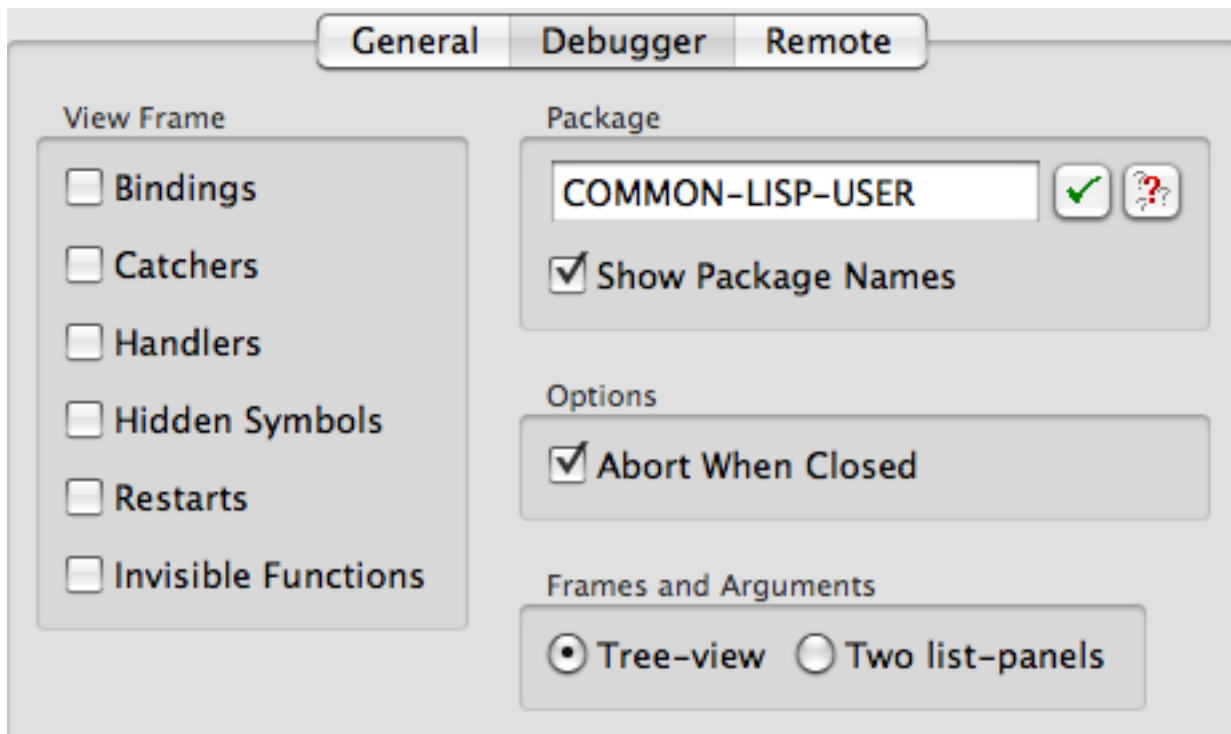 General Debugger Remote
View Frame
Bindings
Catchers
Handlers
Hidden Symbols
Restarts
Invisible Functions
Package
COMMON-LISP-USER
Show Package Names
Options
Abort When Closed
Frames and Arguments
Tree-view Two list-panels